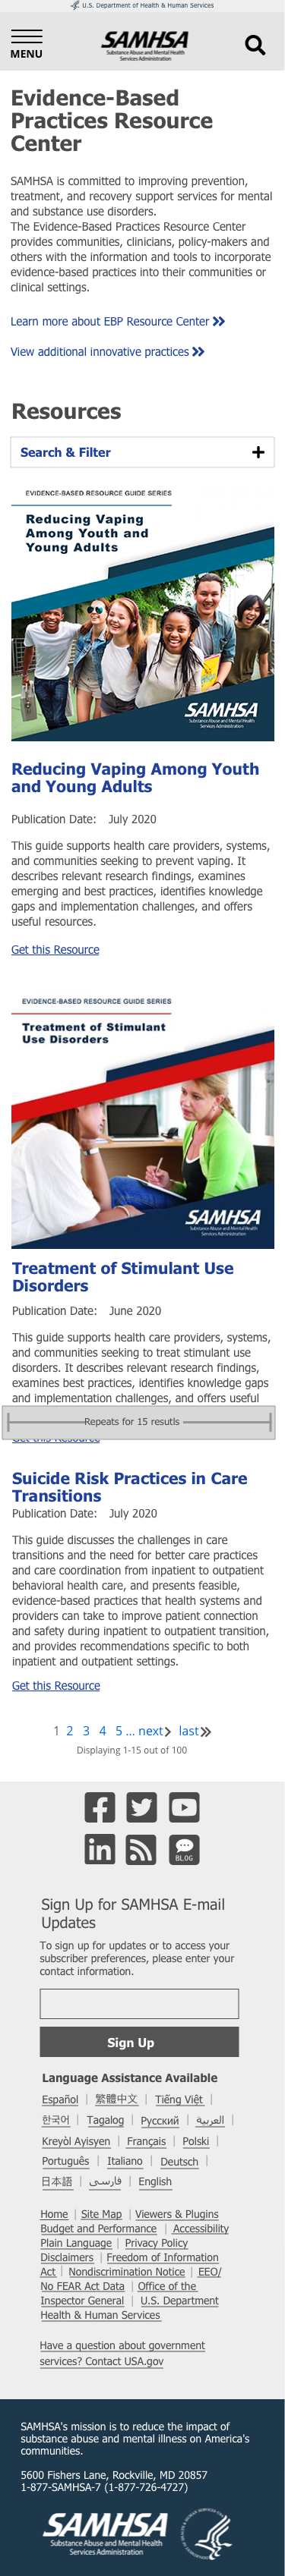 U.S. Department of Health & Human Services
MENU
SAMHSA
Substance Abuse and Mental Health
Services Administration
Evidence-Based
Practices Resource
Center
SAMHSA is committed to improving prevention,
treatment, and recovery support services for mental
and substance use disorders.
The Evidence-Based Practices Resource Center
provides communities, clinicians, policy-makers and
others with the information and tools to incorporate
evidence-based practices into their communities or
clinical settings.
Learn more about EBP Resource Center
View additional innovative practices
Resources
Search & Filter
EVIDENCE-BASED RESOURCE GUIDE SERIES
Reducing Vaping
Among Youth and
Young Adults
SAMHSA
Substance Abuse and Mental Health
Services Administration
Reducing Vaping Among Youth
and Young Adults
Publication Date: July 2020
This guide supports health care providers, systems,
and communities seeking to prevent vaping. It
describes relevant research findings, examines
emerging and best practices, identifies knowledge
gaps and implementation challenges, and offers
useful resources.
Get this Resource
EVIDENCE-BASED RESOURCE GUIDE SERIES
Treatment of Stimulant
Use Disorders
SAMHSA
Substance Abuse and Mental Health
Services Administration
Treatment of Stimulant Use
Disorders
Publication Date: June 2020
This guide supports health care providers, systems,
and communities seeking to treat stimulant use
disorders. It describes relevant research findings,
examines best practices, identifies knowledge gaps
and implementation challenges, and offers useful
Repeats for 15 resutls
Get this Resource
Suicide Risk Practices in Care
Transitions
Publication Date: July 2020
This guide discusses the challenges in care
transitions and the need for better care practices
and care coordination from inpatient to outpatient
behavioral health care, and presents feasible,
evidence-based practices that health systems and
providers can take to improve patient connection
and safety during inpatient to outpatient transition,
and provides recommendations specific to both
inpatient and outpatient settings.
Get this Resource
1 2 3 4 5 ... next last
Displaying 1-15 out of 100
BLOG
Sign Up for SAMHSA E-mail
Updates
To sign up for updates or to access your
subscriber preferences, please enter your
contact information.
Sign Up
Language Assistance Available
Español | 繁體中文 | Tiếng Việt |
한국어 | Tagalog | Русский | العربية |
Kreyòl Ayisyen | Français | Polski |
Português | Italiano | Deutsch |
日本語 | فارسی | English
Home | Site Map | Viewers & Plugins
Budget and Performance | Accessibility
Plain Language | Privacy Policy
Disclaimers | Freedom of Information
Act | Nondiscrimination Notice | EEO/
No FEAR Act Data | Office of the
Inspector General | U.S. Department
Health & Human Services
Have a question about government
services? Contact USA.gov
SAMHSA's mission is to reduce the impact of
substance abuse and mental illness on America's
communities.
5600 Fishers Lane, Rockville, MD 20857
1-877-SAMHSA-7 (1-877-726-4727)
SAMHSA
Substance Abuse and Mental Health
Services Administration